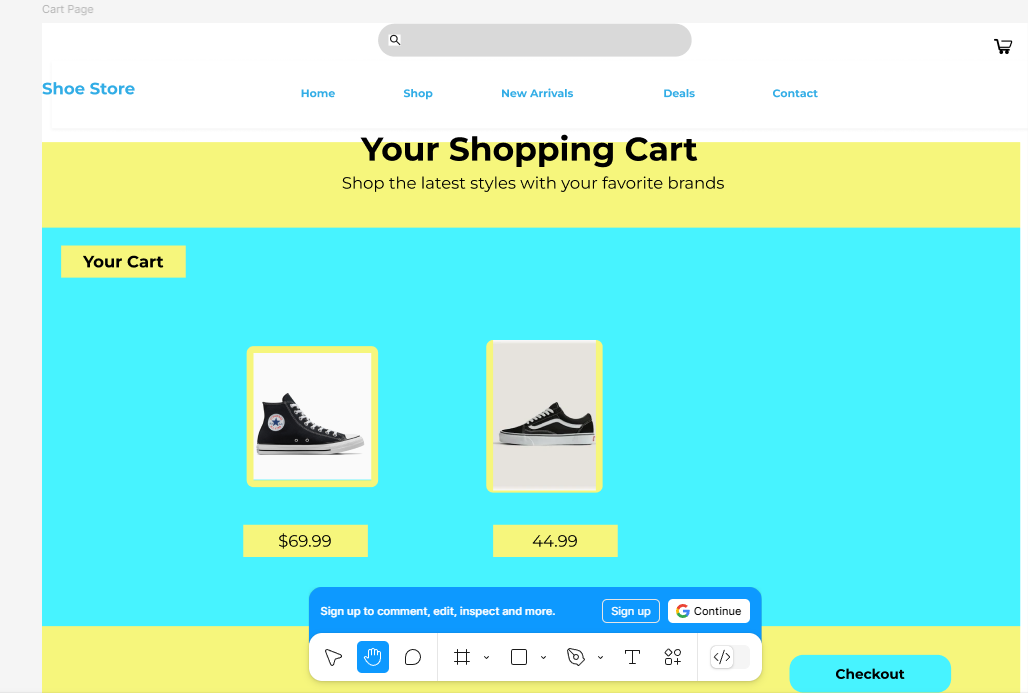 Cart Page
Shoe Store
Home Shop New Arrivals Deals Contact
Your Shopping Cart
Shop the latest styles with your favorite brands
Your Cart
$69.99 44.99
Sign up to comment, edit, inspect and more. Sign up Continue
Checkout